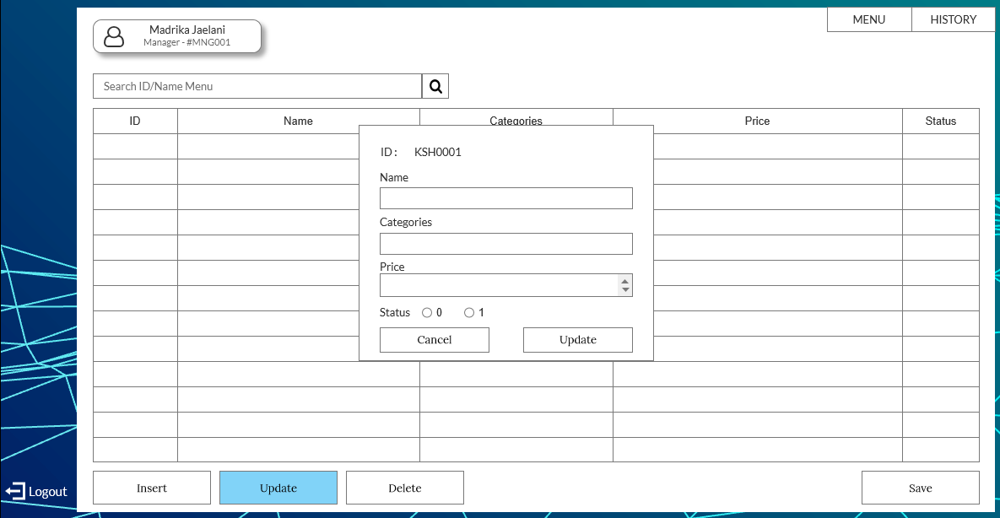 MENU
HISTORY
Madrika Jaelani
Manager - #MNG001
Search ID/Name Menu
ID
Name
Categories
Price
Status
ID : KSH0001
Name
Categories
Price
Status 0 1
Cancel
Update
Logout
Insert
Update
Delete
Save